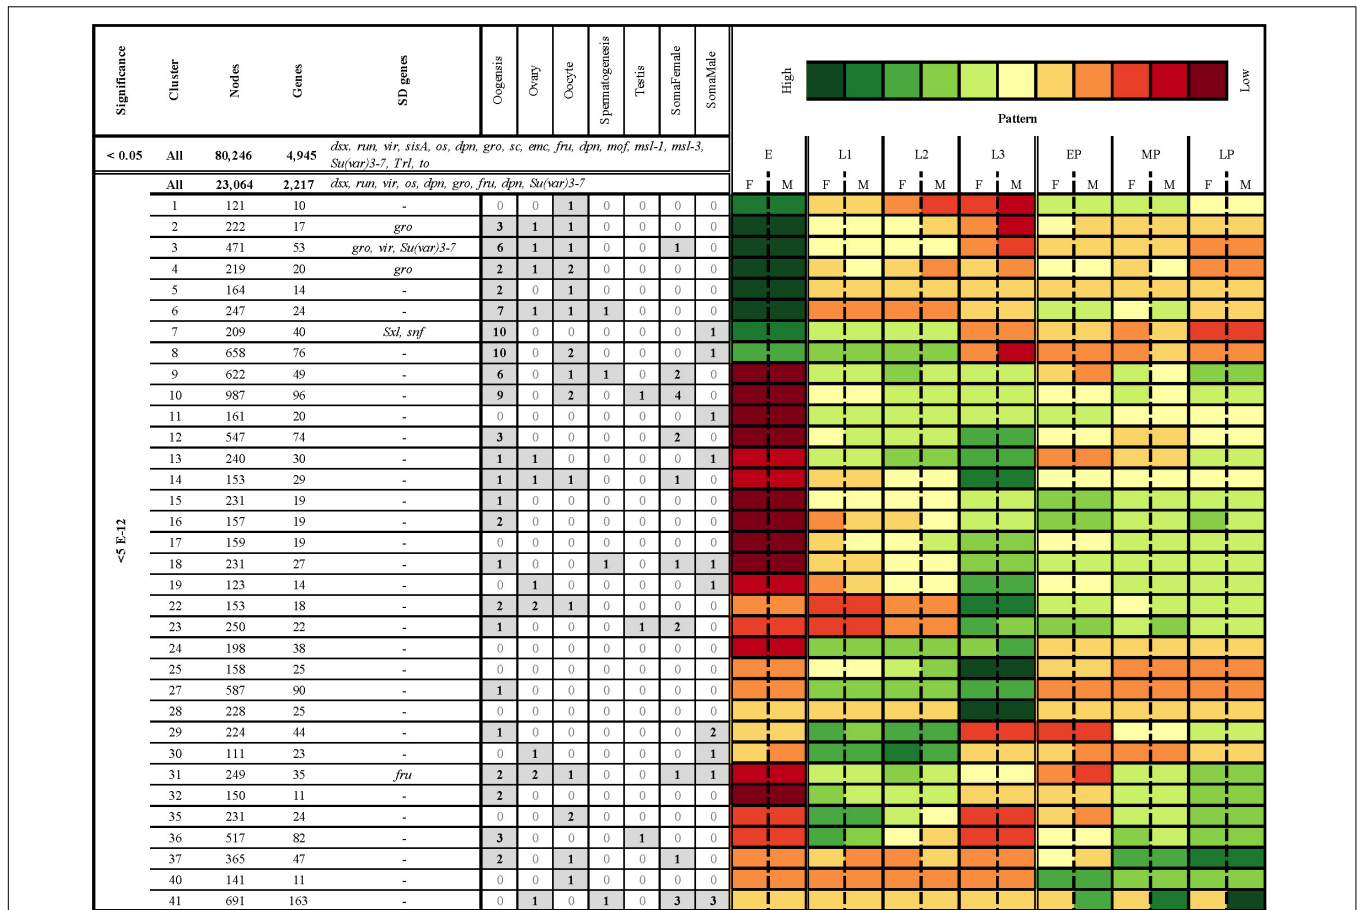 Significance Cluster Nodes Genes SD genes Oogensis Ovary Oocyte Spermatogenesis Testis SomaFemale SomaMale High Low
Pattern
< 0.05 All 80,246 4,945 dsx, run, vir, sisA, os, dpn, gro, sc, emc, fru, dpn, mof, msl-1, msl-3, Su(var)3-7, Trl, to E L1 L2 L3 EP MP LP
All 23,064 2,217 dsx, run, vir, os, dpn, gro, fru, dpn, Su(var)3-7 F M F M F M F M F M F M F M
<5 E-12
1 121 10 - 0 0 1 0 0 0 0
2 222 17 gro 3 1 1 0 0 0 0
3 471 53 gro, vir, Su(var)3-7 6 1 1 0 0 1 0
4 219 20 gro 2 1 2 0 0 0 0
5 164 14 - 2 0 1 0 0 0 0
6 247 24 - 7 1 1 1 0 0 0
7 209 40 Sxl, snf 10 0 0 0 0 0 1
8 658 76 - 10 0 2 0 0 0 1
9 622 49 - 6 0 1 1 0 2 0
10 987 96 - 9 0 2 0 1 4 0
11 161 20 - 0 0 0 0 0 0 1
12 547 74 - 3 0 0 0 0 2 0
13 240 30 - 1 1 0 0 0 0 1
14 153 29 - 1 1 1 0 0 1 0
15 231 19 - 1 0 0 0 0 0 0
16 157 19 - 2 0 0 0 0 0 0
17 159 19 - 0 0 0 0 0 0 0
18 231 27 - 1 0 0 1 0 1 1
19 123 14 - 0 1 0 0 0 0 1
22 153 18 - 2 2 1 0 0 0 0
23 250 22 - 1 0 0 0 1 2 0
24 198 38 - 0 0 0 0 0 0 0
25 158 25 - 0 0 0 0 0 0 0
27 587 90 - 1 0 0 0 0 0 0
28 228 25 - 0 0 0 0 0 0 0
29 224 44 - 1 0 0 0 0 0 2
30 111 23 - 0 1 0 0 0 0 1
31 249 35 fru 2 2 1 0 0 1 1
32 150 11 - 2 0 0 0 0 0 0
35 231 24 - 0 0 2 0 0 0 0
36 517 82 - 3 0 0 0 1 0 0
37 365 47 - 2 0 1 0 0 1 0
40 141 11 - 0 0 1 0 0 0 0
41 691 163 - 0 1 0 1 0 3 3